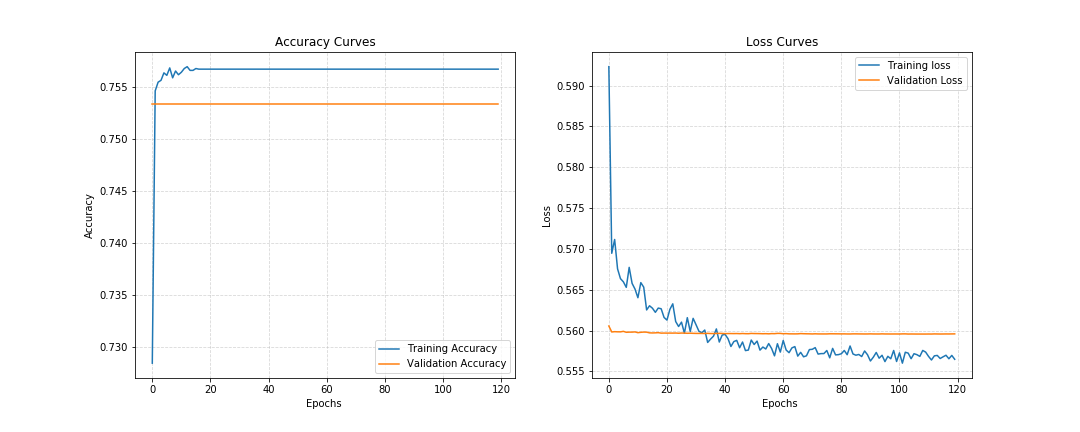 Accuracy Curves
0.755
0.750
0.745
0.740
0.735
0.730
Accuracy
0 20 40 60 80 100 120
Epochs
Training Accuracy
Validation Accuracy
Loss Curves
0.590
0.585
0.580
0.575
0.570
0.565
0.560
0.555
Loss
0 20 40 60 80 100 120
Epochs
Training loss
Validation Loss